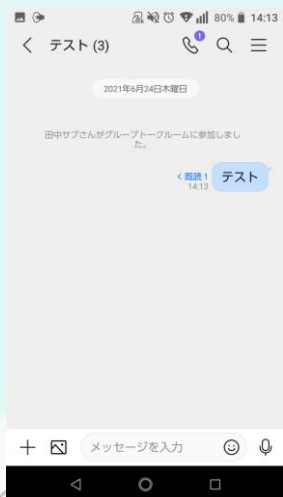 80% 14:13
テスト (3)
1
2021年6月24日木曜日
田中サブさんがグループトークルームに参加しまし
た。
< 既読 1
14:13
テスト
メッセージを入力